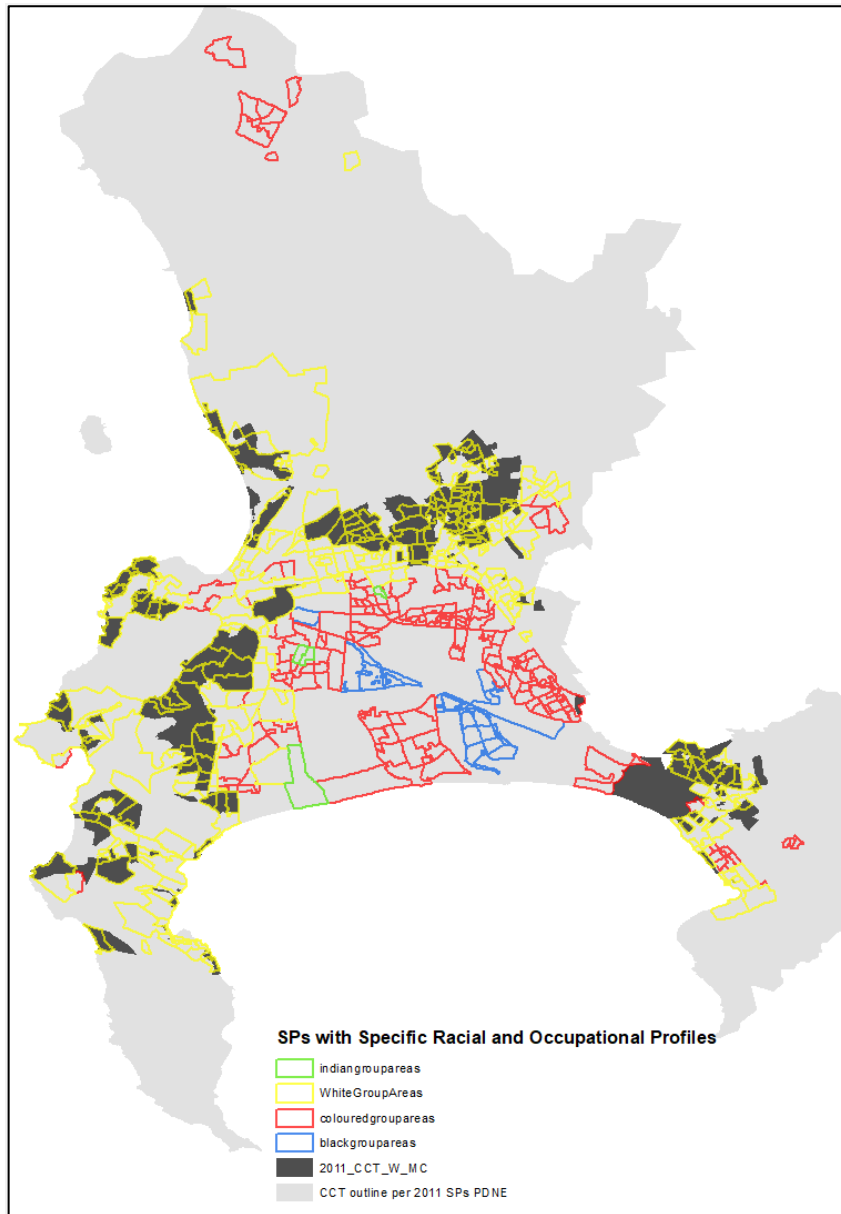 SPs with Specific Racial and Occupational Profiles
indiangroupareas
WhiteGroupAreas
colouredgroupareas
blackgroupareas
2011_CCT_W_MC
CCT outline per 2011 SPs PDNE